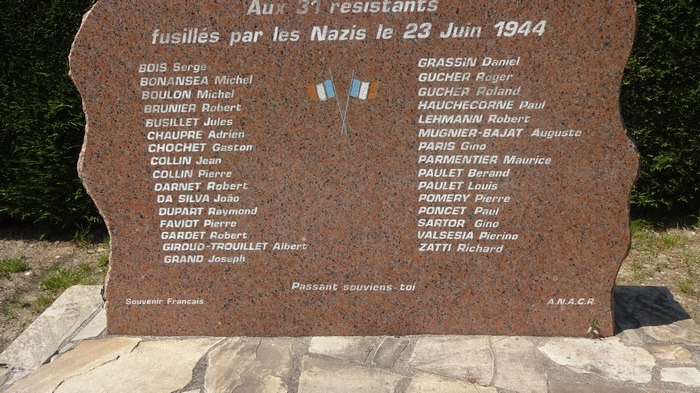 Aux 31 résistants
fusillés par les Nazis le 23 Juin 1944
BOIS Serge
BONANSEA Michel
BOULON Michel
BRUNIER Robert
BUSILLET Jules
CHAUPRE Adrien
CHOCHET Gaston
COLLIN Jean
COLLIN Pierre
DARNET Robert
DA SILVA João
DUPART Raymond
FAVIOT Pierre
GARDET Robert
GIROUD-TROUILLET Albert
GRAND Joseph
GRASSIN Daniel
GUCHER Roger
GUCHER Roland
HAUCHECORNE Paul
LEHMANN Robert
MUGNIER-BAJAT Auguste
PARIS Gino
PARMENTIER Maurice
PAULET Berand
PAULET Louis
POMERY Pierre
PONCET Paul
SARTOR Gino
VALSESIA Pierino
ZATTI Richard
Passant souviens-toi
Souvenir Francais
A.N.A.C.R.